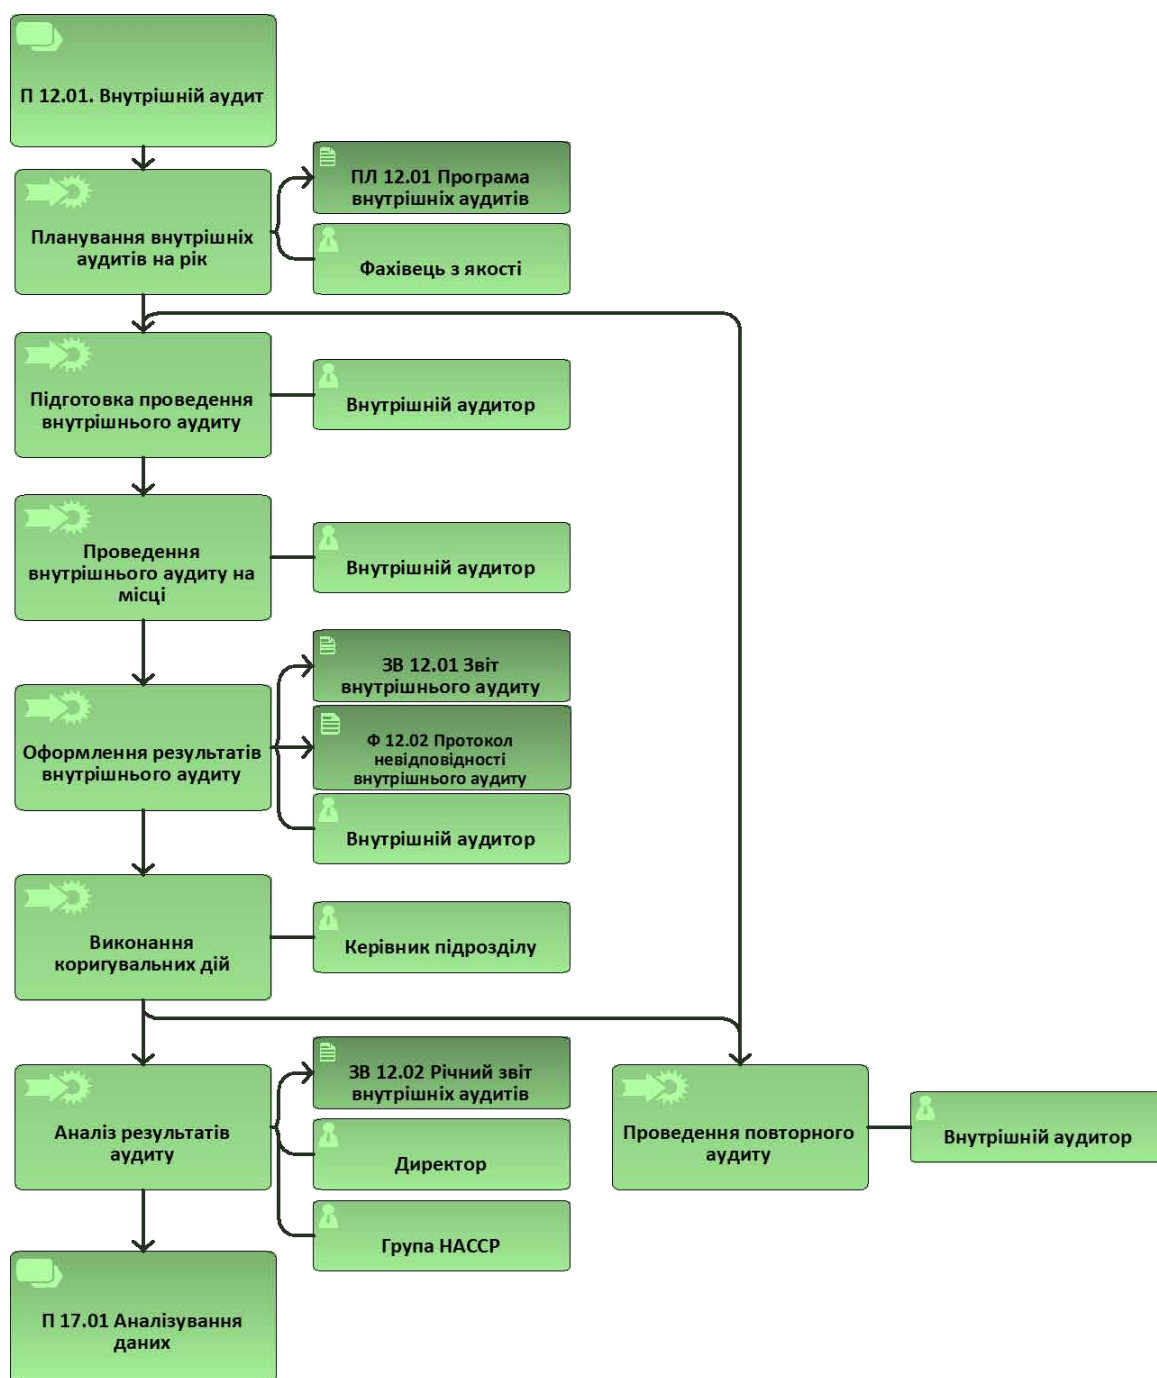 П 12.01. Внутрішній аудит
ПЛ 12.01 Програма
внутрішніх аудитів
Планування внутрішніх
аудитів на рік
Фахівець з якості
Підготовка проведення
внутрішнього аудиту
Внутрішній аудитор
Проведення
внутрішнього аудиту на
місці
Внутрішній аудитор
ЗВ 12.01 Звіт
внутрішнього аудиту
Оформлення результатів
внутрішнього аудиту
Ф 12.02 Протокол
невідповідності
внутрішнього аудиту
Внутрішній аудитор
Виконання
коригувальних дій
Керівник підрозділу
ЗВ 12.02 Річний звіт
внутрішніх аудитів
Аналіз результатів
аудиту
Директор
Група НАССР
Проведення повторного
аудиту
Внутрішній аудитор
П 17.01 Аналізування
даних